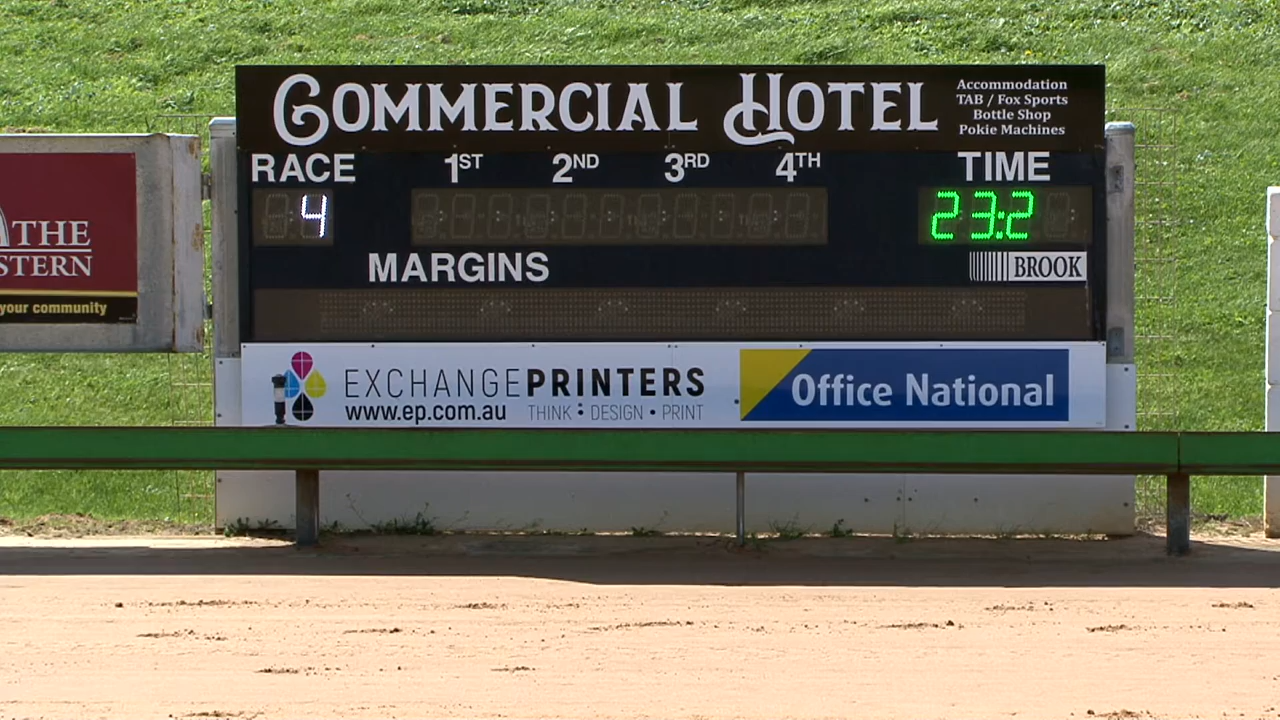 COMMERCIAL HOTEL
Accommodation
TAB / Fox Sports
Bottle Shop
Pokie Machines
RACE 1ST 2ND 3RD 4TH TIME
4 23:2
MARGINS
BROOK
THE
STERN
your community
EXCHANGEPRINTERS
www.ep.com.au THINK • DESIGN • PRINT
Office National